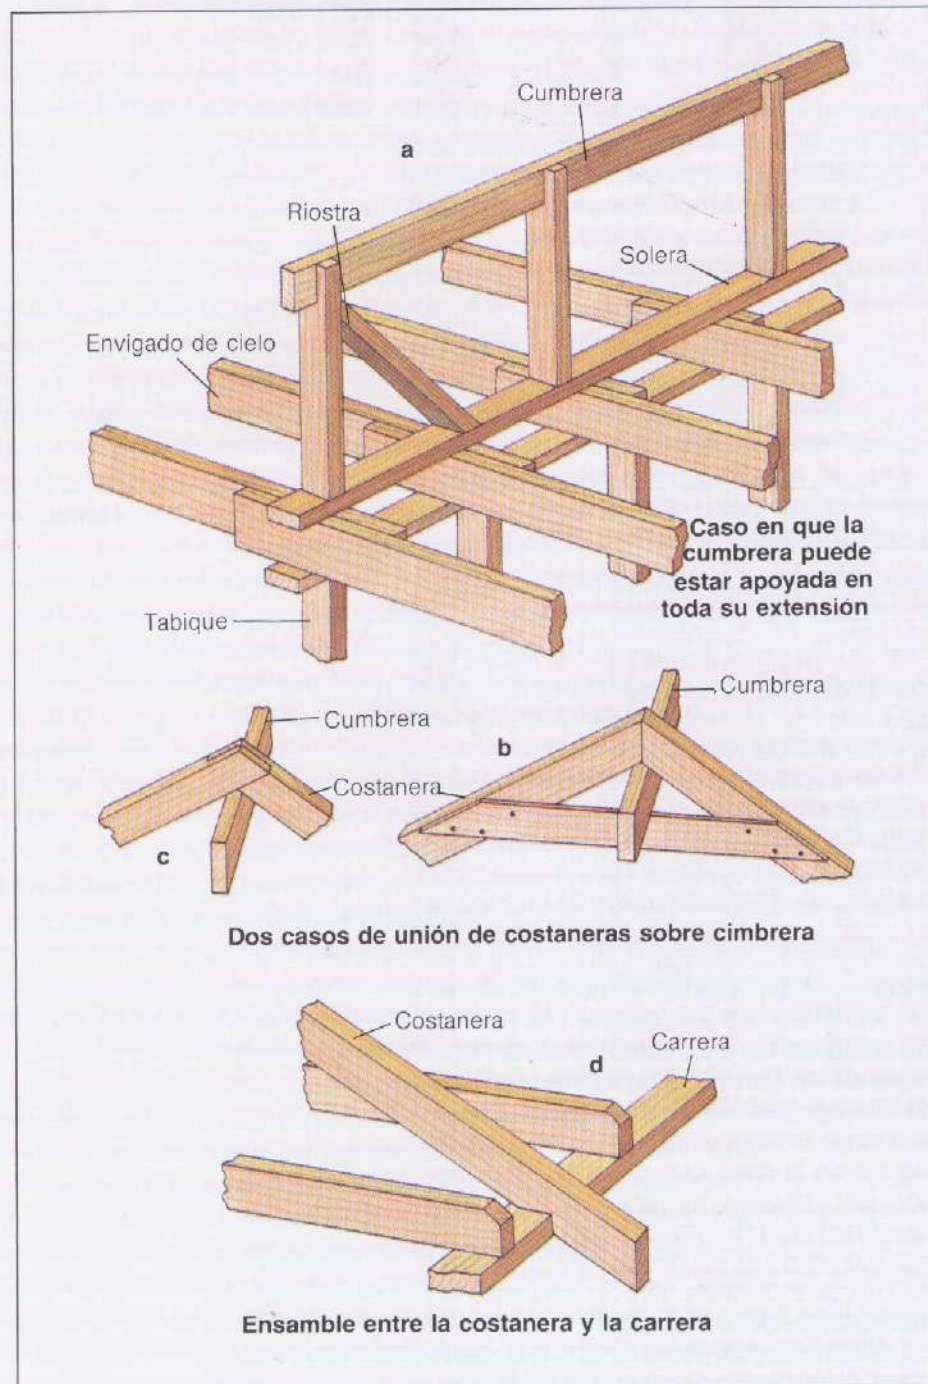 Cumbrera
a
Riostra
Solera
Envigado de cielo
Caso en que la
cumbrera puede
estar apoyada en
toda su extensión
Tabique
Cumbrera
Cumbrera
b
Costanera
c
Dos casos de unión de costaneras sobre cimbrera
Costanera
Carrera
d
Ensamble entre la costanera y la carrera